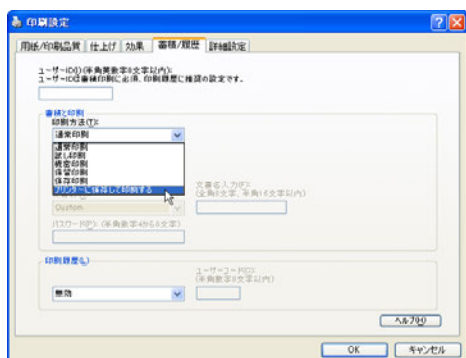 印刷設定
用紙/印刷品質 仕上げ 効果 蓄積/履歴 詳細設定
ユーザーID(I):(半角英数字8文字以内):
ユーザーIDは蓄積印刷に必須、印刷履歴に推奨の設定です。
蓄積と印刷
印刷方法(T):
通常印刷
通常印刷
試し印刷
機密印刷
保留印刷
保存印刷
プリンターに保存して印刷する
文書名入力(F):
(全角8文字、半角16文字以内)
Custom
パスワード(P): (半角数字4から8文字)
印刷履歴(L)
ユーザーコード(O):
(半角数字8文字以内)
無効
ヘルプ(H)
OK キャンセル